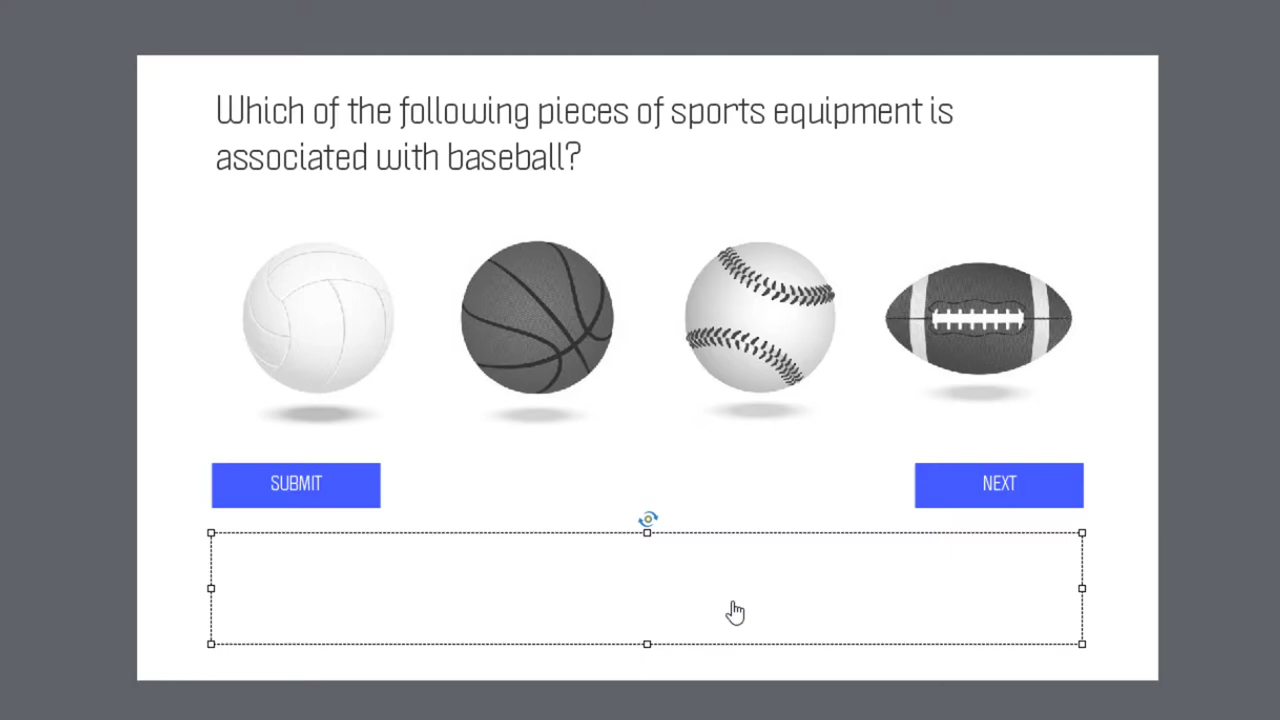 Which of the following pieces of sports equipment is
associated with baseball?
SUBMIT
NEXT